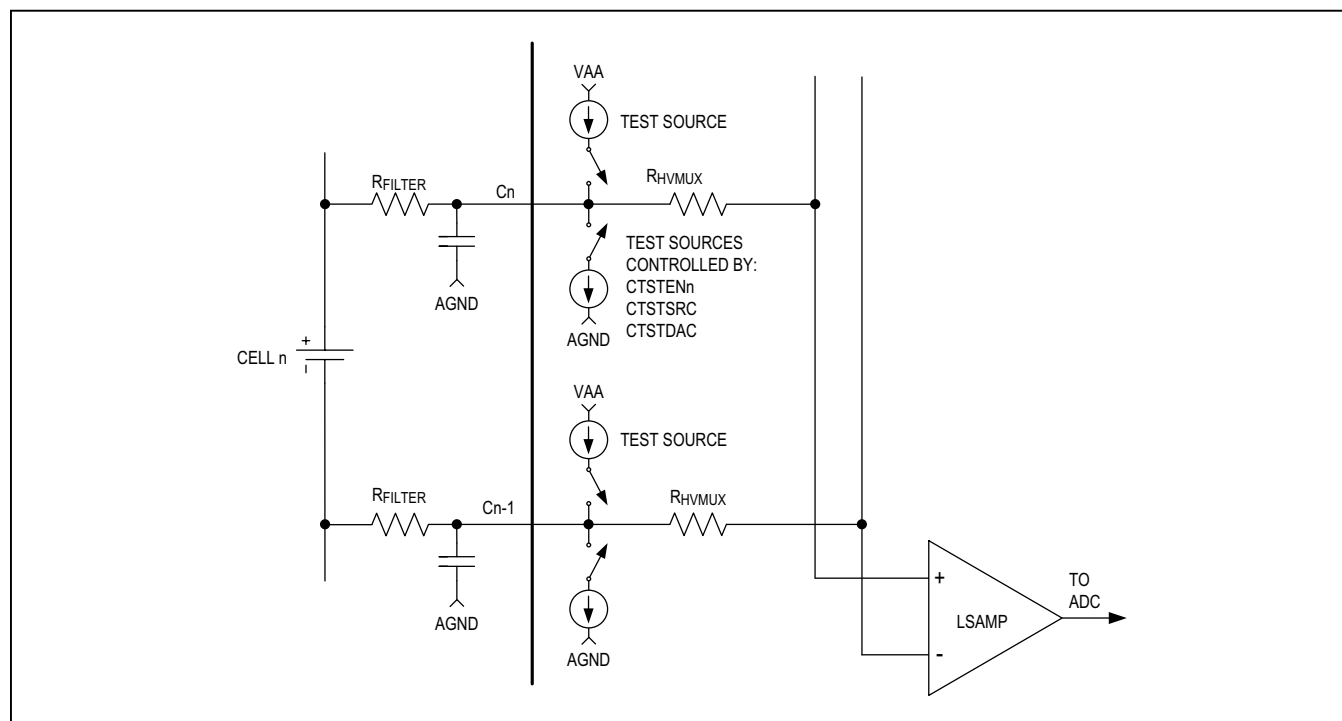 VAA
TEST SOURCE
RFILTER
Cn
RHVMUX
TEST SOURCES
CONTROLLED BY:
CTSTENn
CTSTSRC
CTSTDAC
AGND
AGND
CELL n
+
-
VAA
TEST SOURCE
RFILTER
Cn-1
RHVMUX
AGND
AGND
+
-
LSAMP
TO
ADC